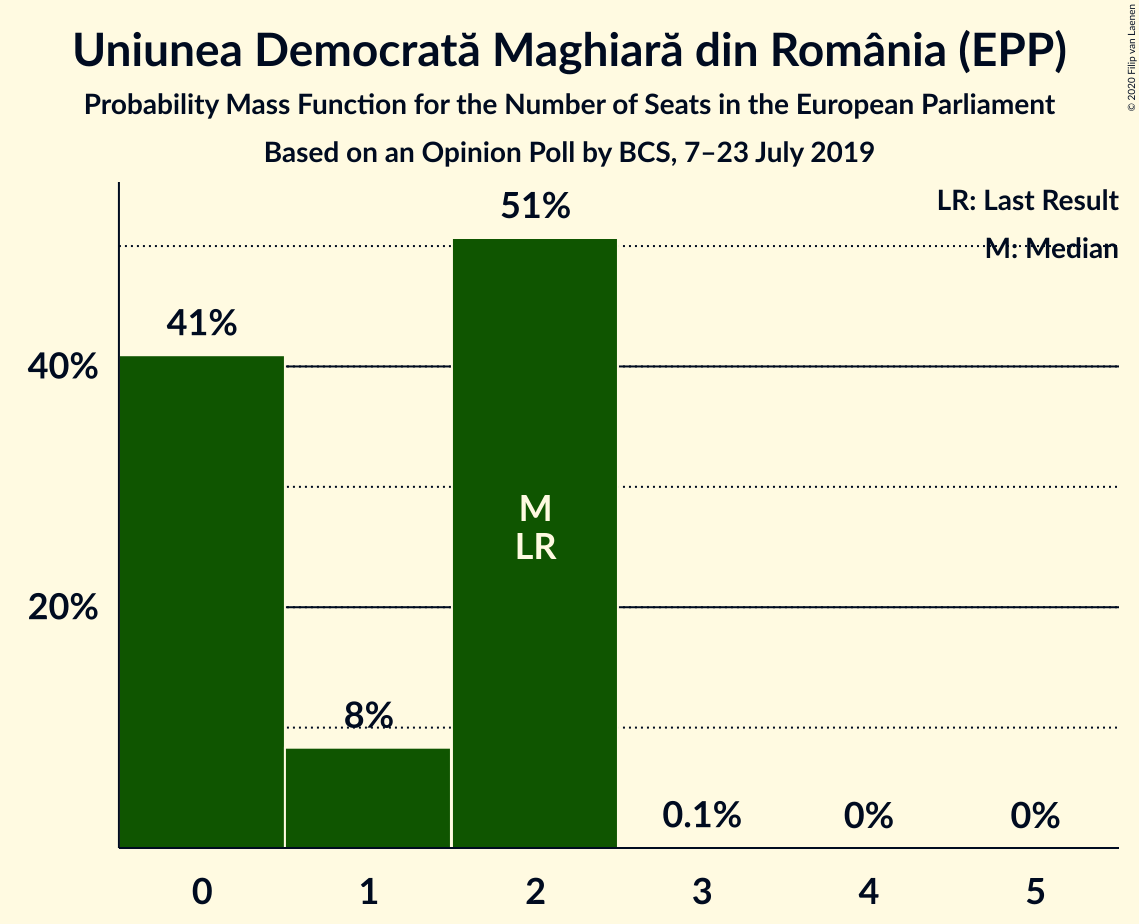 Uniunea Democrată Maghiară din România (EPP)
Probability Mass Function for the Number of Seats in the European Parliament
Based on an Opinion Poll by BCS, 7–23 July 2019
© 2020 Filip van Laenen
LR: Last Result
M: Median
51%
41%
40%
M
LR
20%
8%
0.1%
0%
0%
0
1
2
3
4
5